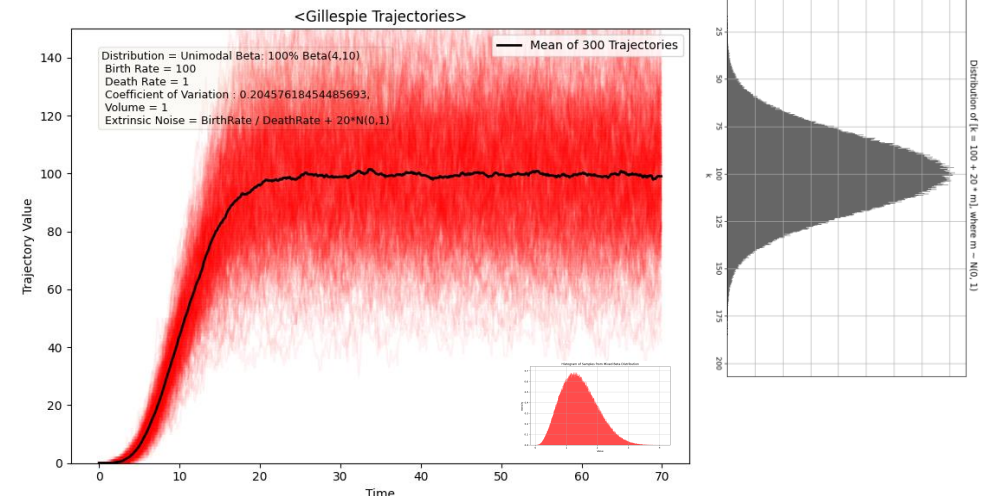 <Gillespie Trajectories>
Mean of 300 Trajectories
Distribution = Unimodal Beta: 100% Beta(4,10)
Birth Rate = 100
Death Rate = 1
Coefficient of Variation : 0.20457618454485693,
Volume = 1
Extrinsic Noise = BirthRate / DeathRate + 20*N(0,1)
Trajectory Value
140
120
100
80
60
40
20
0
0 10 20 30 40 50 60 70
Time
Distribution of [k = 100 + 20 * m], where m ~ N(0, 1)
25
50
75
100
125
150
175
200
k